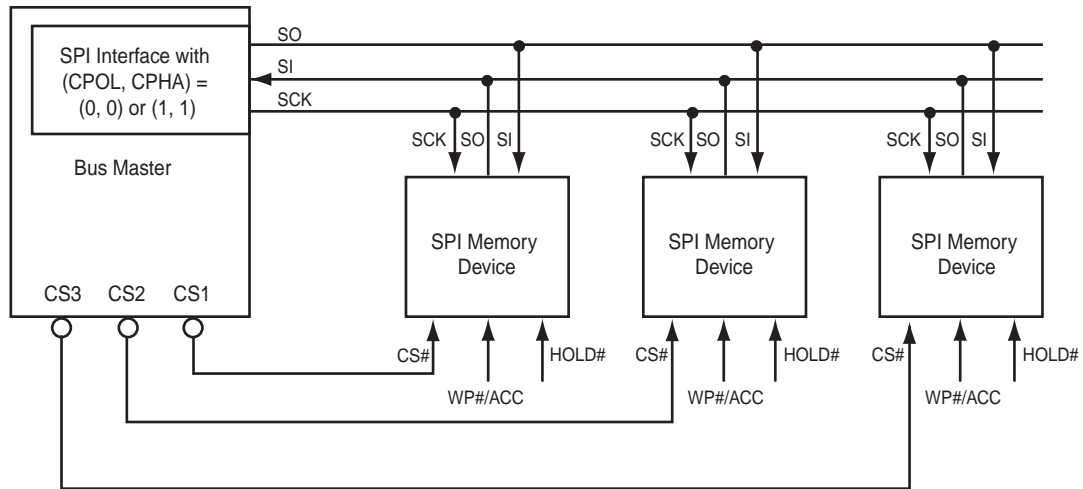 SO
SPI Interface with
(CPOL, CPHA) =
(0, 0) or (1, 1)
SI
SCK
Bus Master
SCK SO SI
SCK SO SI
SCK SO SI
SPI Memory
Device
SPI Memory
Device
SPI Memory
Device
CS3 CS2 CS1
CS# HOLD#
WP#/ACC
CS# HOLD#
WP#/ACC
CS# HOLD#
WP#/ACC